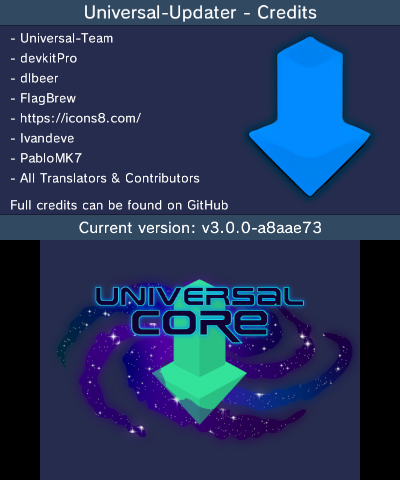 Universal-Updater - Credits
- Universal-Team
- devkitPro
- dlbeer
- FlagBrew
- https://icons8.com/
- Ivandeve
- PabloMK7
- All Translators & Contributors
Full credits can be found on GitHub
Current version: v3.0.0-a8aae73
UNIVERSAL
CORE